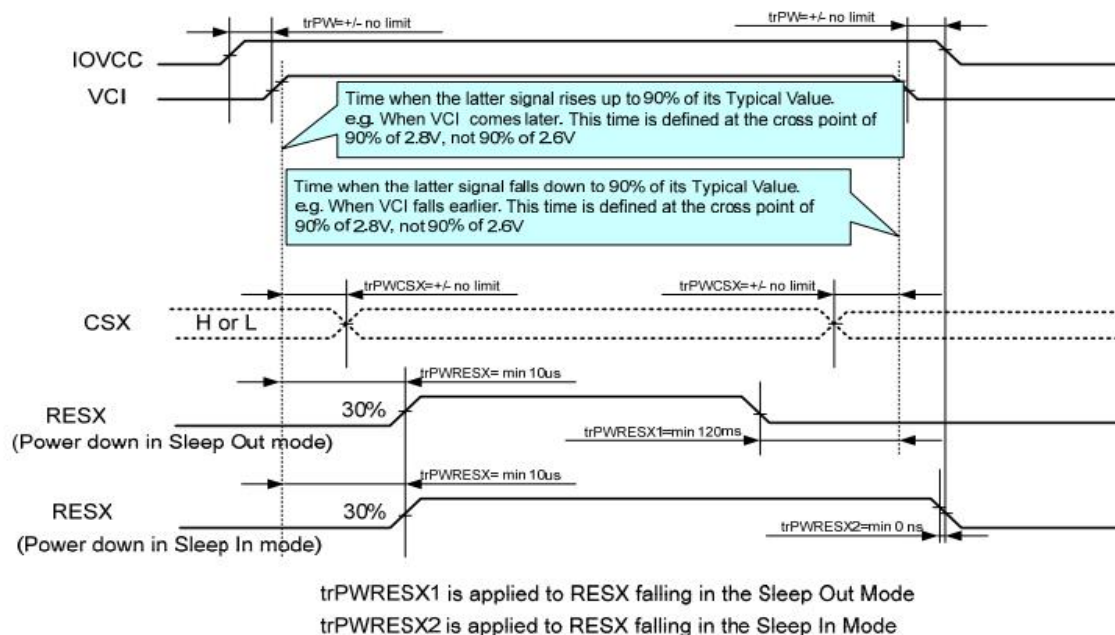 trPW=+/- no limit
trPW=+/- no limit
IOVCC
VCI
Time when the latter signal rises up to 90% of its Typical Value.
e.g. When VCI comes later. This time is defined at the cross point of
90% of 2.8V, not 90% of 2.6V
Time when the latter signal falls down to 90% of its Typical Value.
e.g. When VCI falls earlier. This time is defined at the cross point of
90% of 2.8V, not 90% of 2.6V
trPWCSX=+/- no limit
trPWCSX=+/- no limit
CSX
H or L
trPWRESX= min 10us
RESX
30%
(Power down in Sleep Out mode)
trPWRESX1=min 120ms
trPWRESX= min 10us
RESX
30%
(Power down in Sleep In mode)
trPWRESX2=min 0 ns
trPWRESX1 is applied to RESX falling in the Sleep Out Mode
trPWRESX2 is applied to RESX falling in the Sleep In Mode